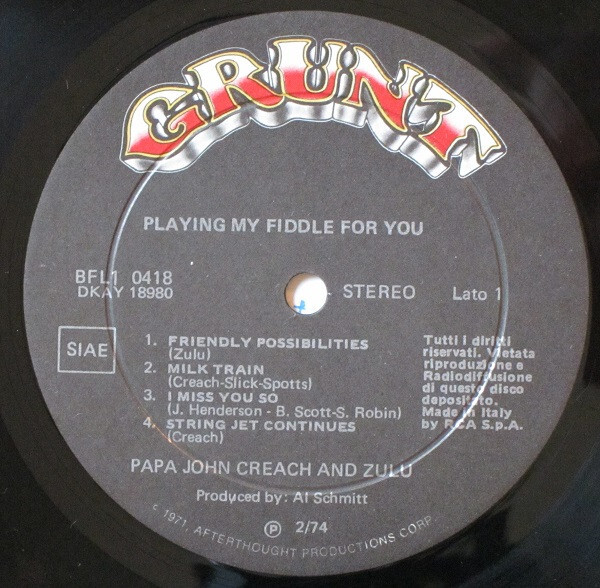 GRUNT
PLAYING MY FIDDLE FOR YOU
BFL1 0418
DKAY 18980
STEREO
Lato 1
SIAE
1. FRIENDLY POSSIBILITIES
(Zulu)
2. MILK TRAIN
(Creach-Slick-Spotts)
3. I MISS YOU SO
(J. Henderson - B. Scott-S. Robin)
4. STRING JET CONTINUES
(Creach)
Tutti i diritti
riservati. Vietata
riproduzione e
Radiodiffusione
di questo disco
depositato.
Made in Italy
by RCA S.p.A.
PAPA JOHN CREACH AND ZULU
Produced by: Al Schmitt
℗ 2/74
c 1971, AFTERTHOUGHT PRODUCTIONS CORP.